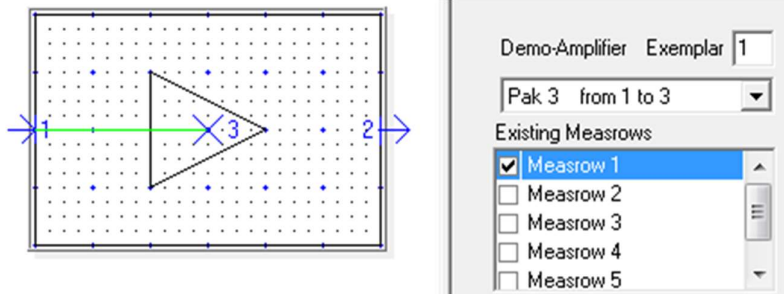 1 3 2
Demo-Amplifier Exemplar 1
Pak 3 from 1 to 3
Existing Measrows
Measrow 1
Measrow 2
Measrow 3
Measrow 4
Measrow 5